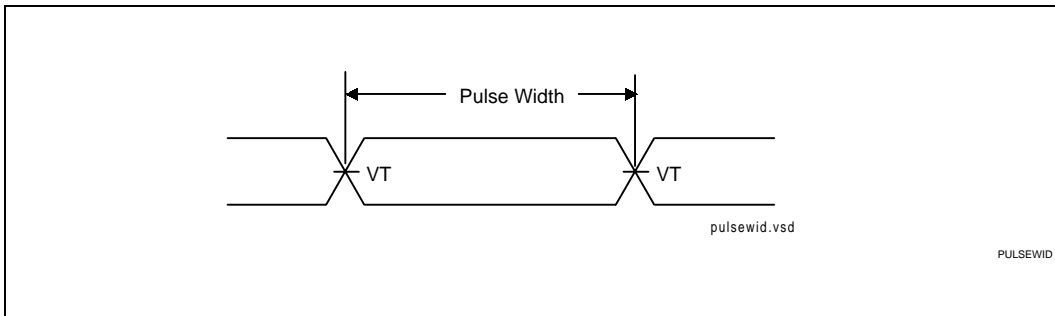 Pulse Width
VT
VT
pulsewid.vsd
PULSEWID